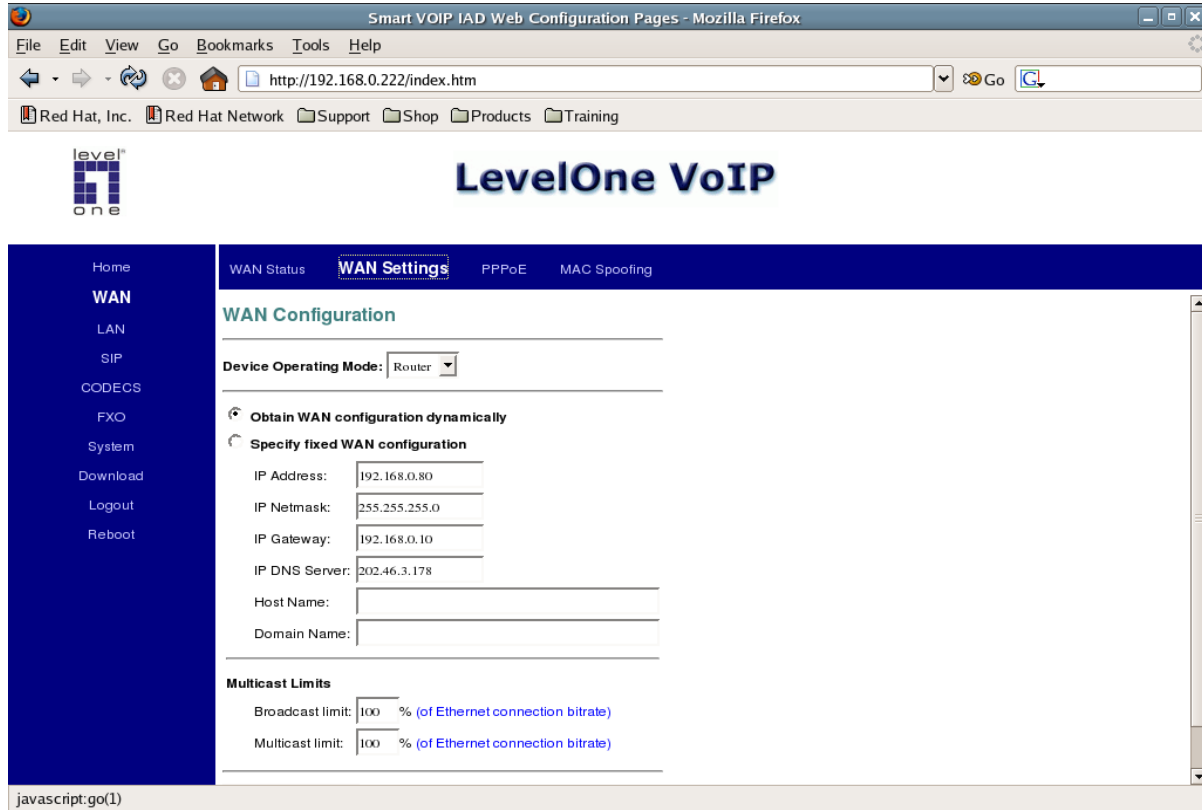 Smart VOIP IAD Web Configuration Pages - Mozilla Firefox
File Edit View Go Bookmarks Tools Help
http://192.168.0.222/index.htm Go G
Red Hat, Inc. Red Hat Network Support Shop Products Training
level
one
LevelOne VoIP
Home
WAN
LAN
SIP
CODECS
FXO
System
Download
Logout
Reboot
WAN Status WAN Settings PPPoE MAC Spoofing
WAN Configuration
Device Operating Mode: Router
Obtain WAN configuration dynamically
Specify fixed WAN configuration
IP Address: 192.168.0.80
IP Netmask: 255.255.255.0
IP Gateway: 192.168.0.10
IP DNS Server: 202.46.3.178
Host Name:
Domain Name:
Multicast Limits
Broadcast limit: 100 % (of Ethernet connection bitrate)
Multicast limit: 100 % (of Ethernet connection bitrate)
javascript:go(1)